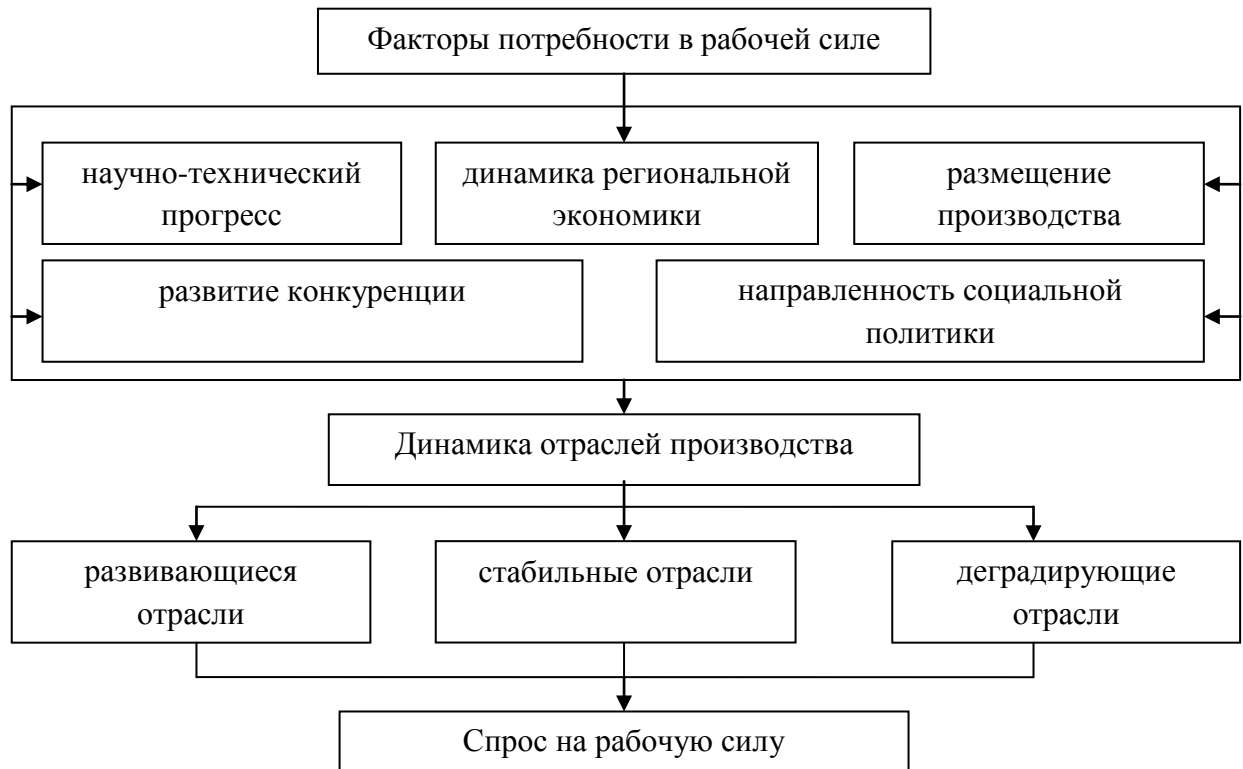 Факторы потребности в рабочей силе
научно-технический
прогресс
динамика региональной
экономики
размещение
производства
развитие конкуренции
направленность социальной
политики
Динамика отраслей производства
развивающиеся
отрасли
стабильные отрасли
деградирующие
отрасли
Спрос на рабочую силу